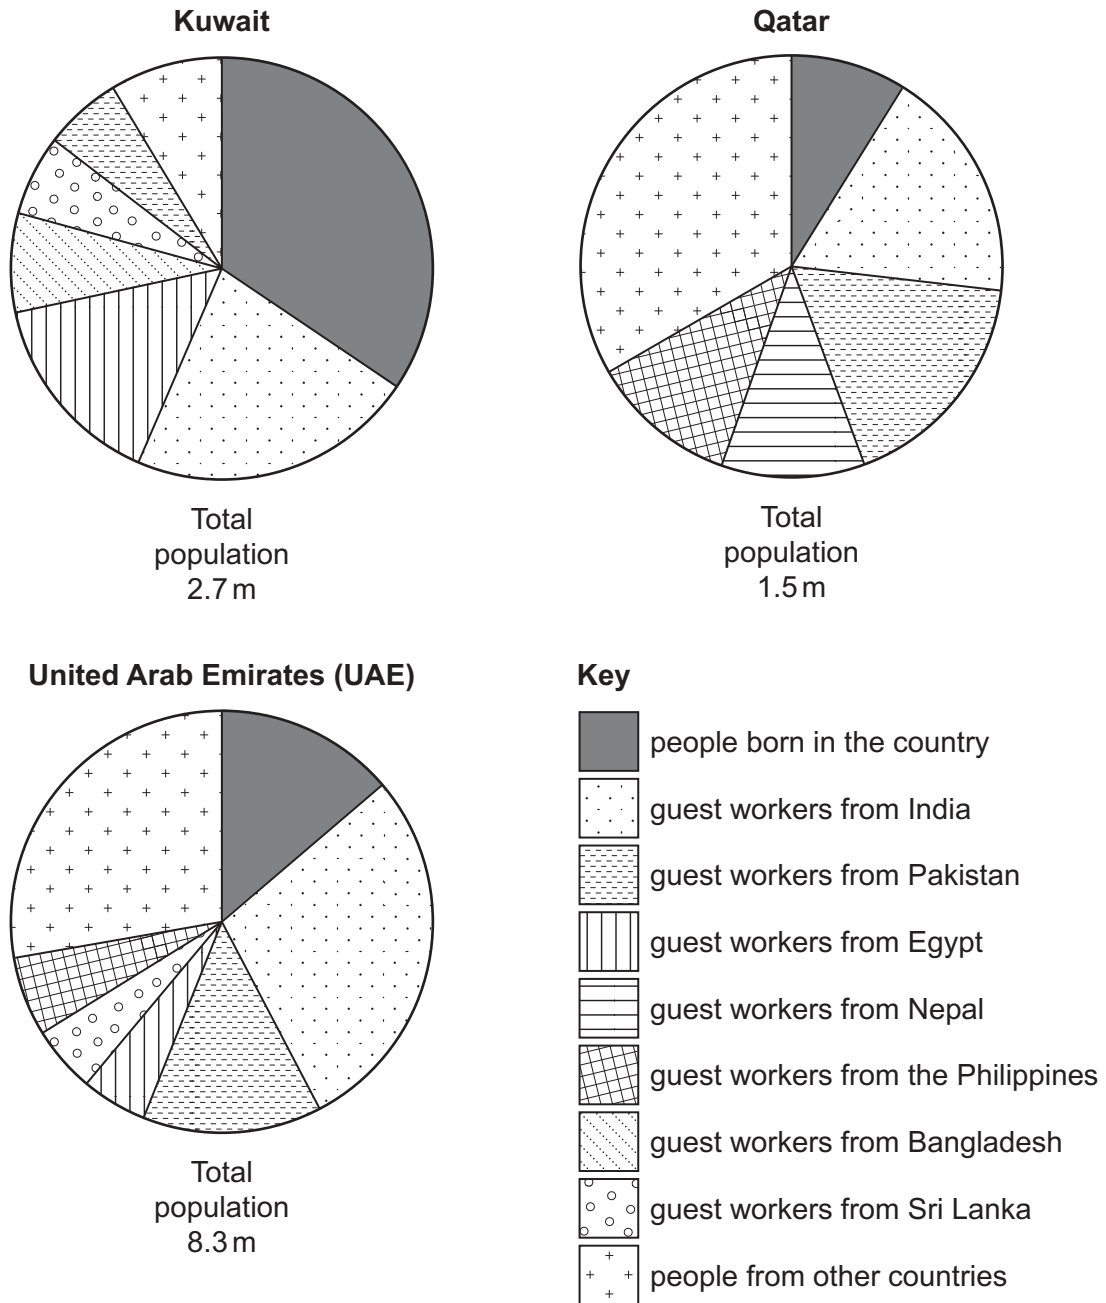 Kuwait
Qatar
Total
population
2.7 m
Total
population
1.5 m
United Arab Emirates (UAE)
Total
population
8.3 m
Key
people born in the country
guest workers from India
guest workers from Pakistan
guest workers from Egypt
guest workers from Nepal
guest workers from the Philippines
guest workers from Bangladesh
guest workers from Sri Lanka
people from other countries